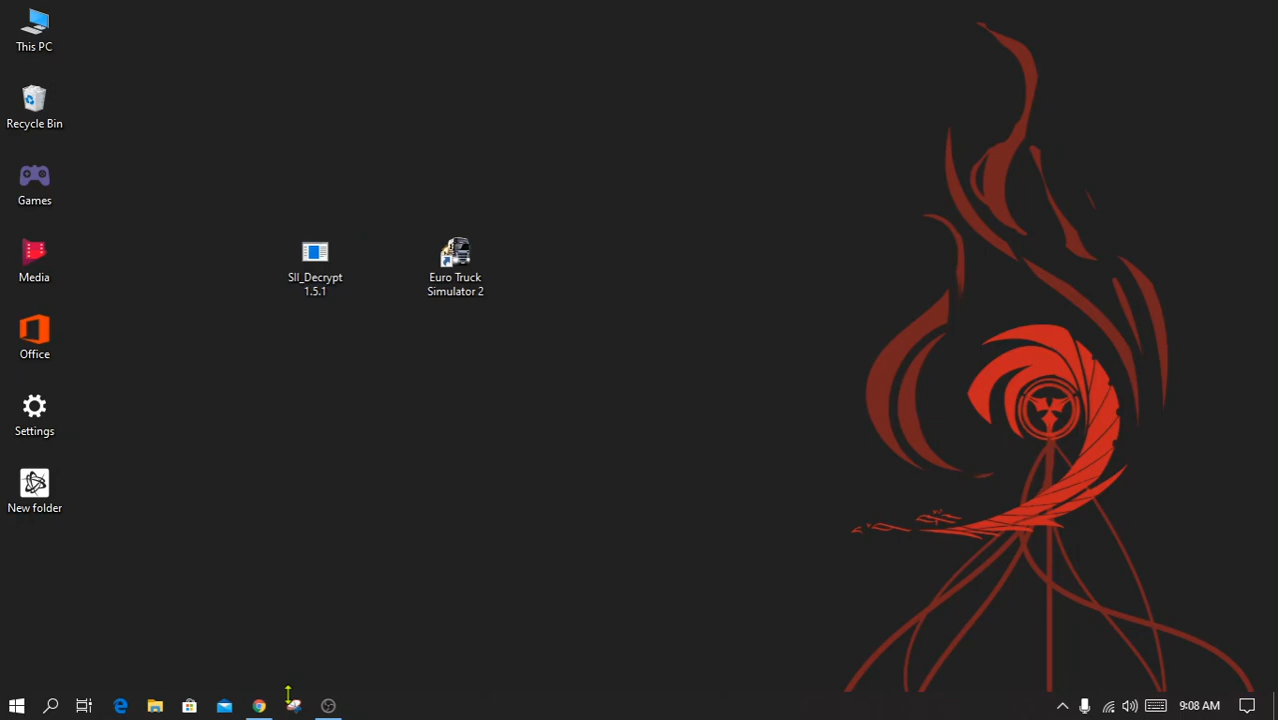 This PC
Recycle Bin
Games
Media
Office
Settings
New folder
SII_Decrypt
1.5.1
Euro Truck
Simulator 2
9:08 AM